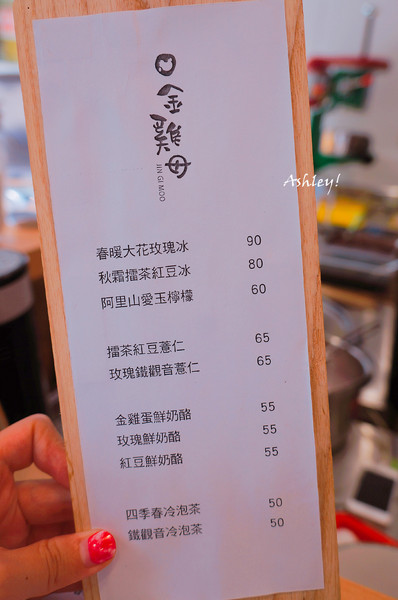 金雞母
JIN GI MOO
Ashley!
春暖大花玫瑰冰 90
秋霜擂茶紅豆冰 80
阿里山愛玉檸檬 60
擂茶紅豆薏仁 65
玫瑰鐵觀音薏仁 65
金雞蛋鮮奶酪 55
玫瑰鮮奶酪 55
紅豆鮮奶酪 55
四季春冷泡茶 50
鐵觀音冷泡茶 50